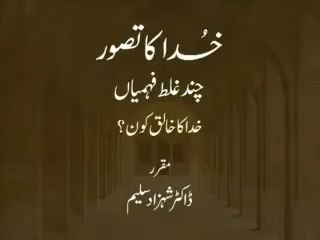 خُدا کا تصور
چند غلط فہمیاں
خدا کا خالق کون؟
مقرر
ڈاکٹر شہزاد سلیم